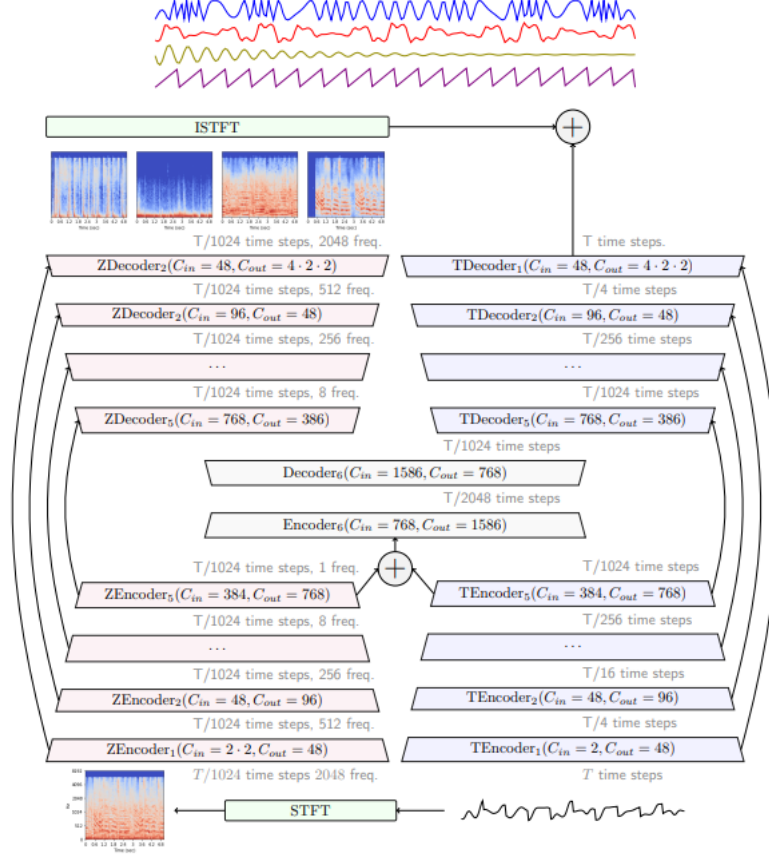 ISTFT
T/1024 time steps, 2048 freq.
T time steps.
ZDecoder₂(C_in = 48, C_out = 4 · 2 · 2)
TDecoder₁(C_in = 48, C_out = 4 · 2 · 2)
T/1024 time steps, 512 freq.
T/4 time steps
ZDecoder₂(C_in = 96, C_out = 48)
TDecoder₂(C_in = 96, C_out = 48)
T/1024 time steps, 256 freq.
T/256 time steps
...
...
T/1024 time steps, 8 freq.
T/1024 time steps
ZDecoder₅(C_in = 768, C_out = 386)
TDecoder₅(C_in = 768, C_out = 386)
T/1024 time steps
Decoder₆(C_in = 1586, C_out = 768)
T/2048 time steps
Encoder₆(C_in = 768, C_out = 1586)
T/1024 time steps, 1 freq.
T/1024 time steps
ZEncoder₅(C_in = 384, C_out = 768)
TEncoder₅(C_in = 384, C_out = 768)
T/1024 time steps, 8 freq.
T/256 time steps
...
...
T/1024 time steps, 256 freq.
T/16 time steps
ZEncoder₂(C_in = 48, C_out = 96)
TEncoder₂(C_in = 48, C_out = 96)
T/1024 time steps, 512 freq.
T/4 time steps
ZEncoder₁(C_in = 2 · 2, C_out = 48)
TEncoder₁(C_in = 2, C_out = 48)
T/1024 time steps 2048 freq.
T time steps
STFT